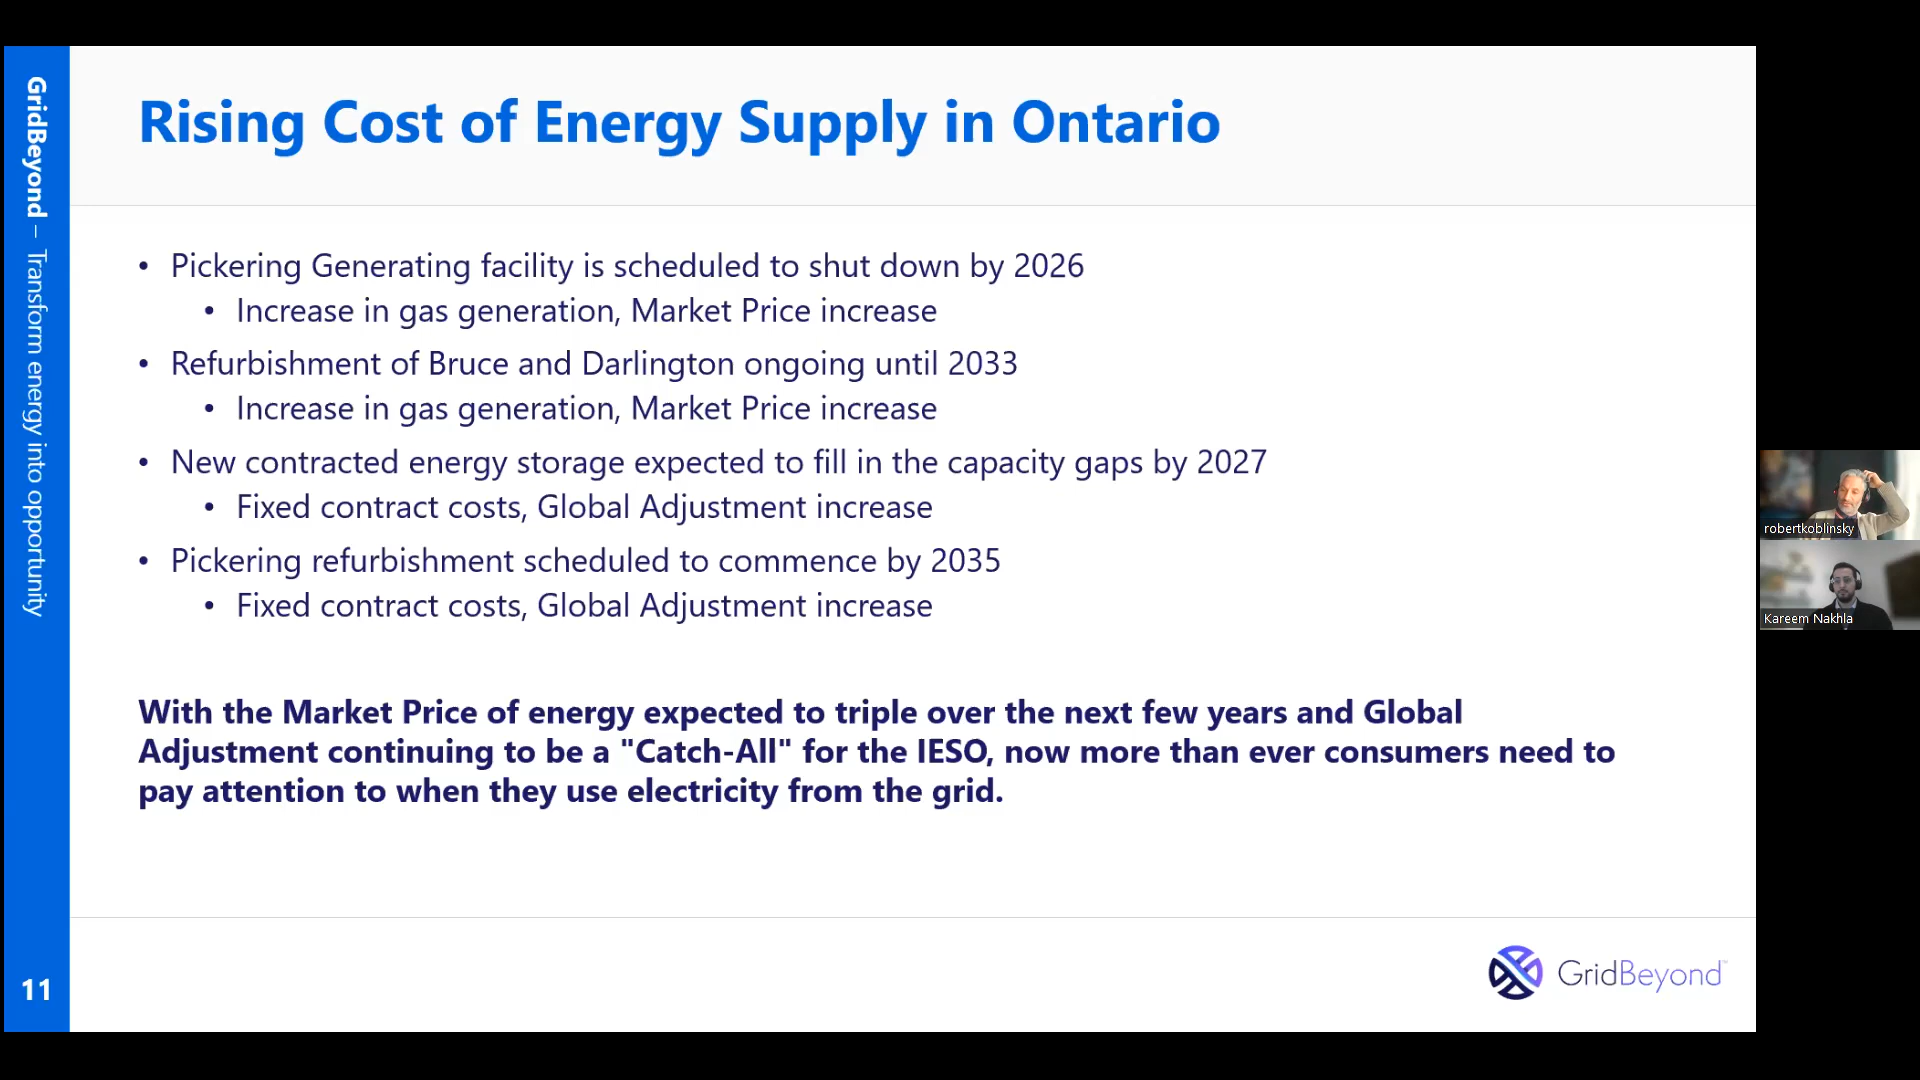 GridBeyond – Transform energy into opportunity
Rising Cost of Energy Supply in Ontario
• Pickering Generating facility is scheduled to shut down by 2026
• Increase in gas generation, Market Price increase
• Refurbishment of Bruce and Darlington ongoing until 2033
• Increase in gas generation, Market Price increase
• New contracted energy storage expected to fill in the capacity gaps by 2027
• Fixed contract costs, Global Adjustment increase
• Pickering refurbishment scheduled to commence by 2035
• Fixed contract costs, Global Adjustment increase
With the Market Price of energy expected to triple over the next few years and Global
Adjustment continuing to be a "Catch-All" for the IESO, now more than ever consumers need to
pay attention to when they use electricity from the grid.
11
GridBeyond™
robertkoblinsky
Kareem Nakhla